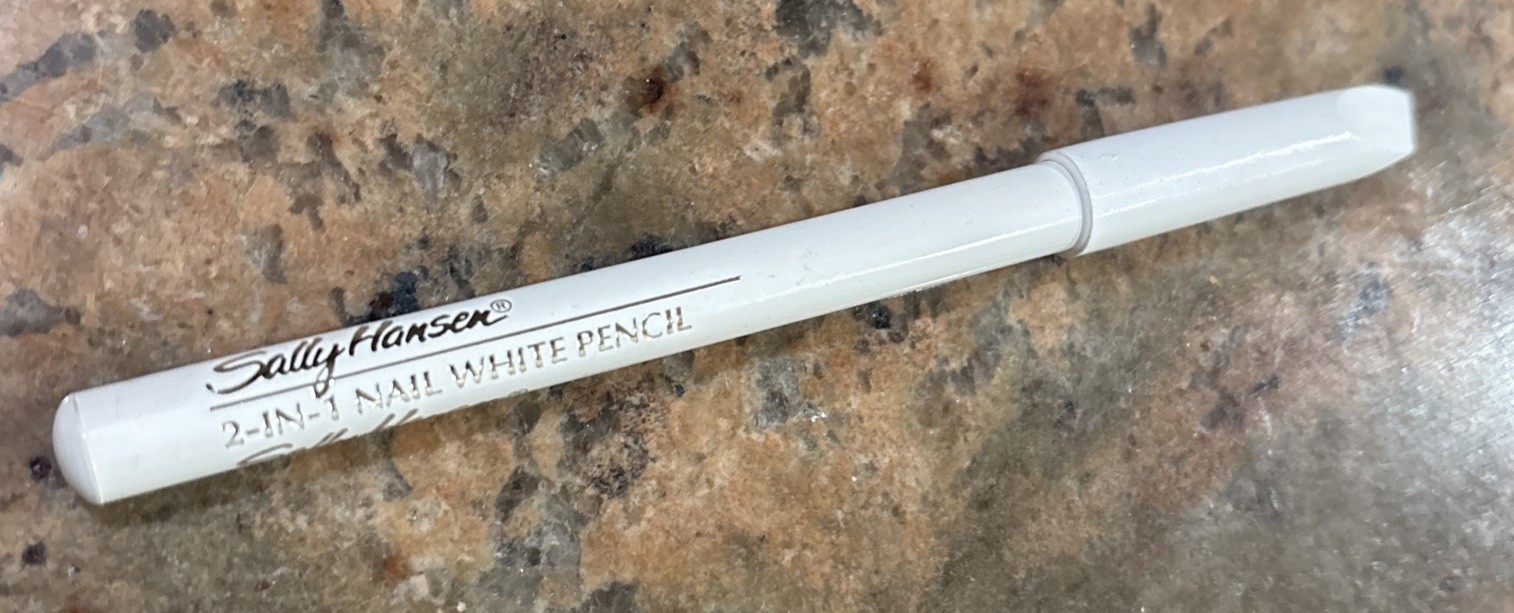 Sally Hansen®
2-IN-1 NAIL WHITE PENCIL